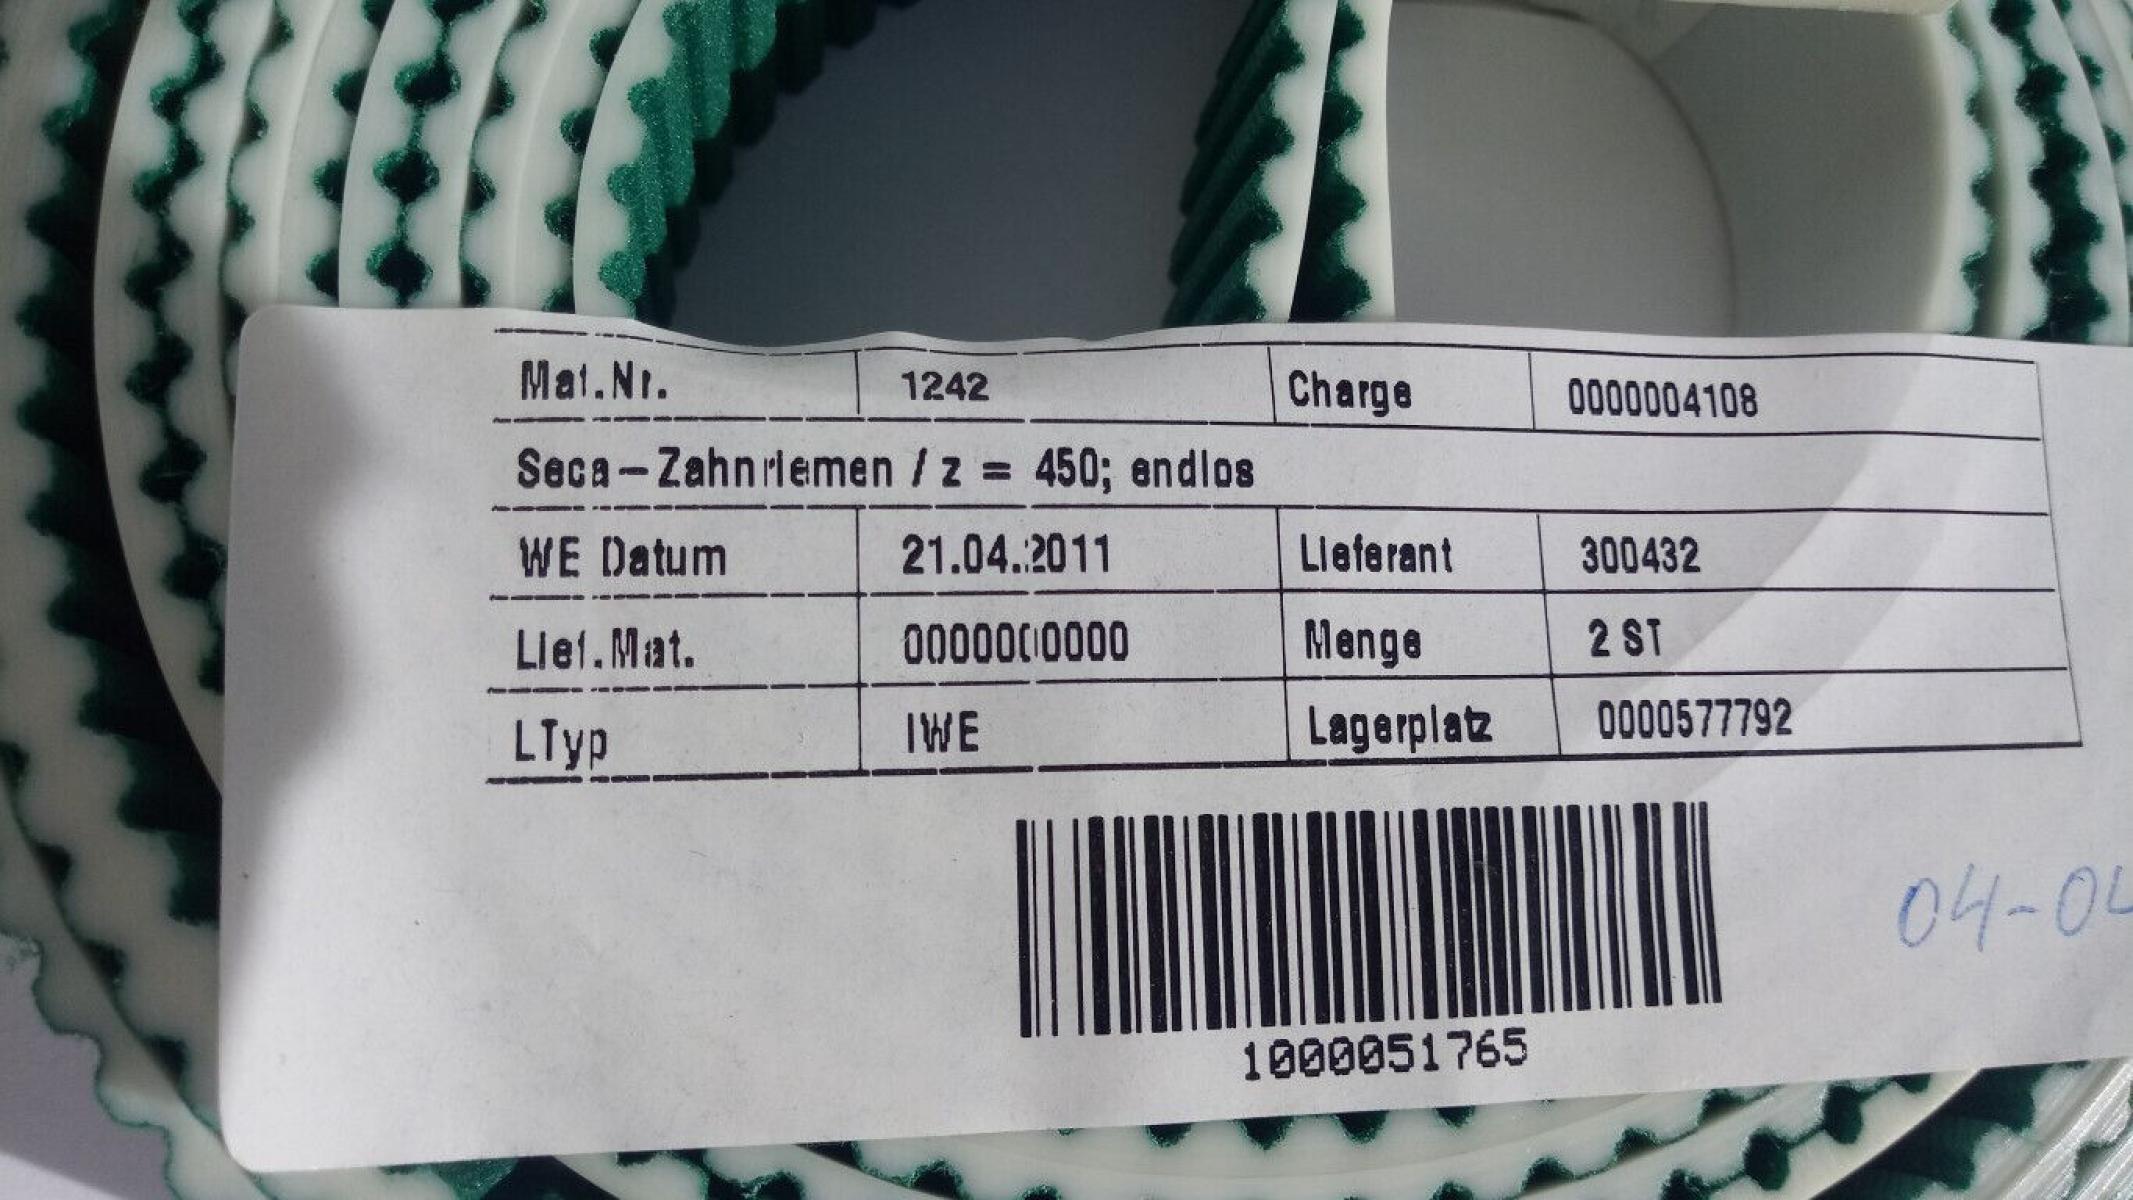 Mat.Nr. 1242 Charge 0000004108
Seca-Zahnriemen / z = 450; endlos
WE Datum 21.04.2011 Lieferant 300432
Lief.Mat. 0000000000 Menge 2 ST
LTyp IWE Lagerplatz 0000577792
04-04
1000051765